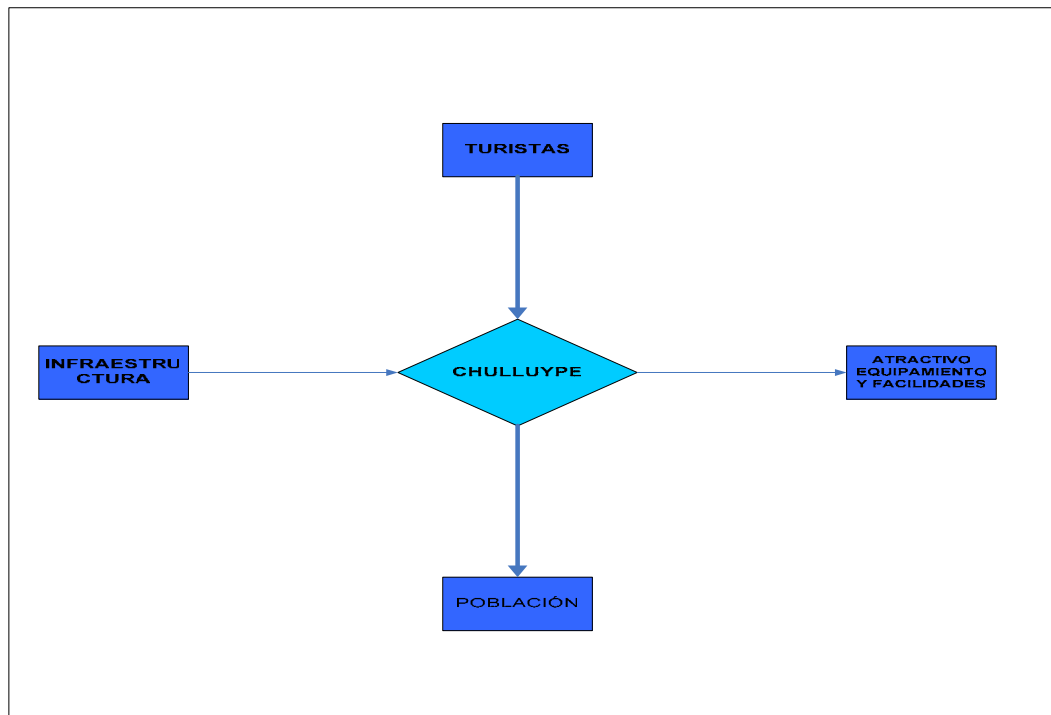 TURISTAS
INFRAESTRU
CTURA
CHULLUYPE
ATRACTIVO
EQUIPAMIENTO
Y FACILIDADES
POBLACIÓN